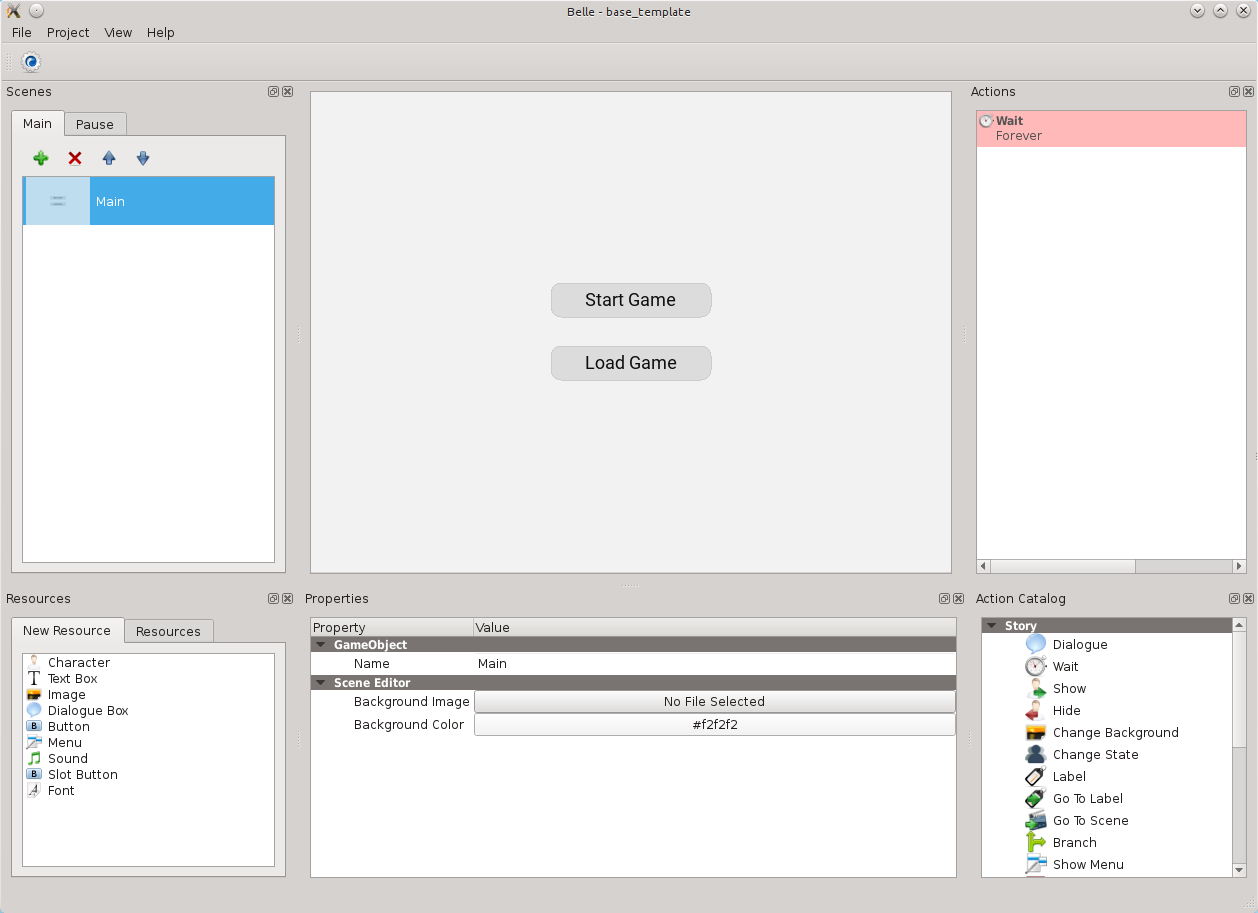 Belle - base_template
File Project View Help
Scenes
Main Pause
Main
Start Game
Load Game
Actions
Wait
Forever
Resources
New Resource Resources
Character
Text Box
Image
Dialogue Box
Button
Menu
Sound
Slot Button
Font
Properties
Property Value
GameObject
Name Main
Scene Editor
Background Image No File Selected
Background Color #f2f2f2
Action Catalog
Story
Dialogue
Wait
Show
Hide
Change Background
Change State
Label
Go To Label
Go To Scene
Branch
Show Menu